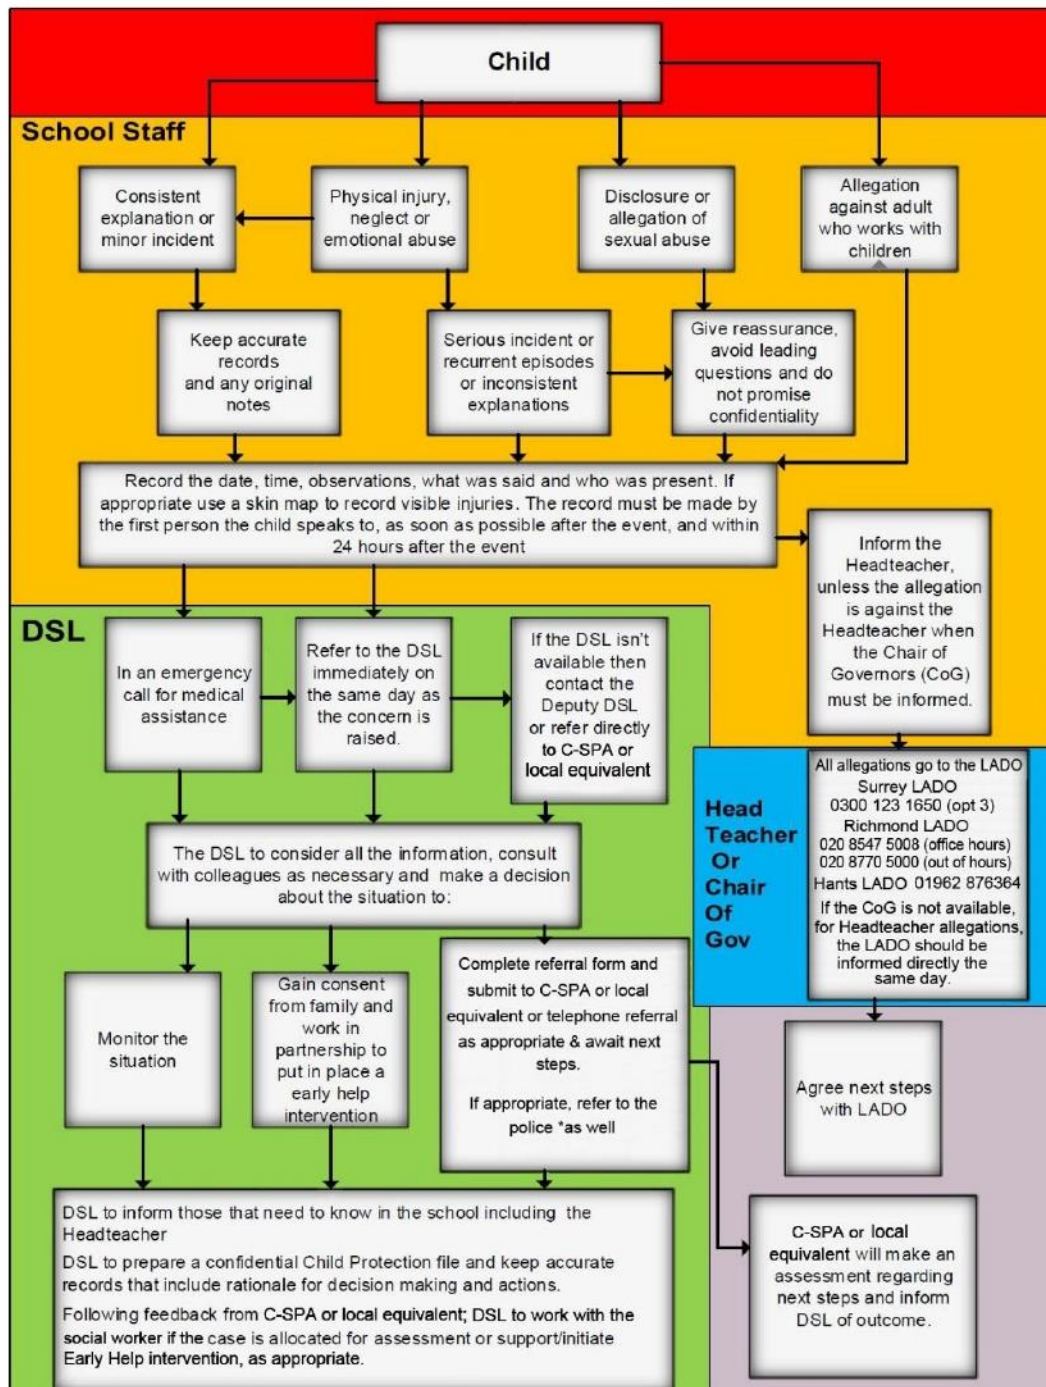 Child
School Staff
Consistent
explanation or
minor incident
Physical injury,
neglect or
emotional abuse
Disclosure or
allegation of
sexual abuse
Allegation
against adult
who works with
children
Keep accurate
records
and any original
notes
Serious incident or
recurrent episodes
or inconsistent
explanations
Give reassurance,
avoid leading
questions and do
not promise
confidentiality
Record the date, time, observations, what was said and who was present. If
appropriate use a skin map to record visible injuries. The record must be made by
the first person the child speaks to, as soon as possible after the event, and within
24 hours after the event
Inform the
Headteacher,
unless the allegation
is against the
Headteacher when
the Chair of
Governors (CoG)
must be informed.
DSL
In an emergency
call for medical
assistance
Refer to the DSL
immediately on
the same day as
the concern is
raised.
If the DSL isn't
available then
contact the
Deputy DSL
or refer directly
to C-SPA or
local equivalent
Head
Teacher
Or
Chair
Of
Gov
All allegations go to the LADO
Surrey LADO
0300 123 1650 (opt 3)
Richmond LADO
020 8547 5008 (office hours)
020 8770 5000 (out of hours)
Hants LADO 01962 876364
If the CoG is not available,
for Headteacher allegations,
the LADO should be
informed directly the
same day.
The DSL to consider all the information, consult
with colleagues as necessary and make a decision
about the situation to:
Monitor the
situation
Gain consent
from family and
work in
partnership to
put in place a
early help
intervention
Complete referral form and
submit to C-SPA or local
equivalent or telephone referral
as appropriate & await next
steps.
If appropriate, refer to the
police *as well
Agree next steps
with LADO
DSL to inform those that need to know in the school including the
Headteacher
DSL to prepare a confidential Child Protection file and keep accurate
records that include rationale for decision making and actions.
Following feedback from C-SPA or local equivalent; DSL to work with the
social worker if the case is allocated for assessment or support/initiate
Early Help intervention, as appropriate.
C-SPA or local
equivalent will make an
assessment regarding
next steps and inform
DSL of outcome.